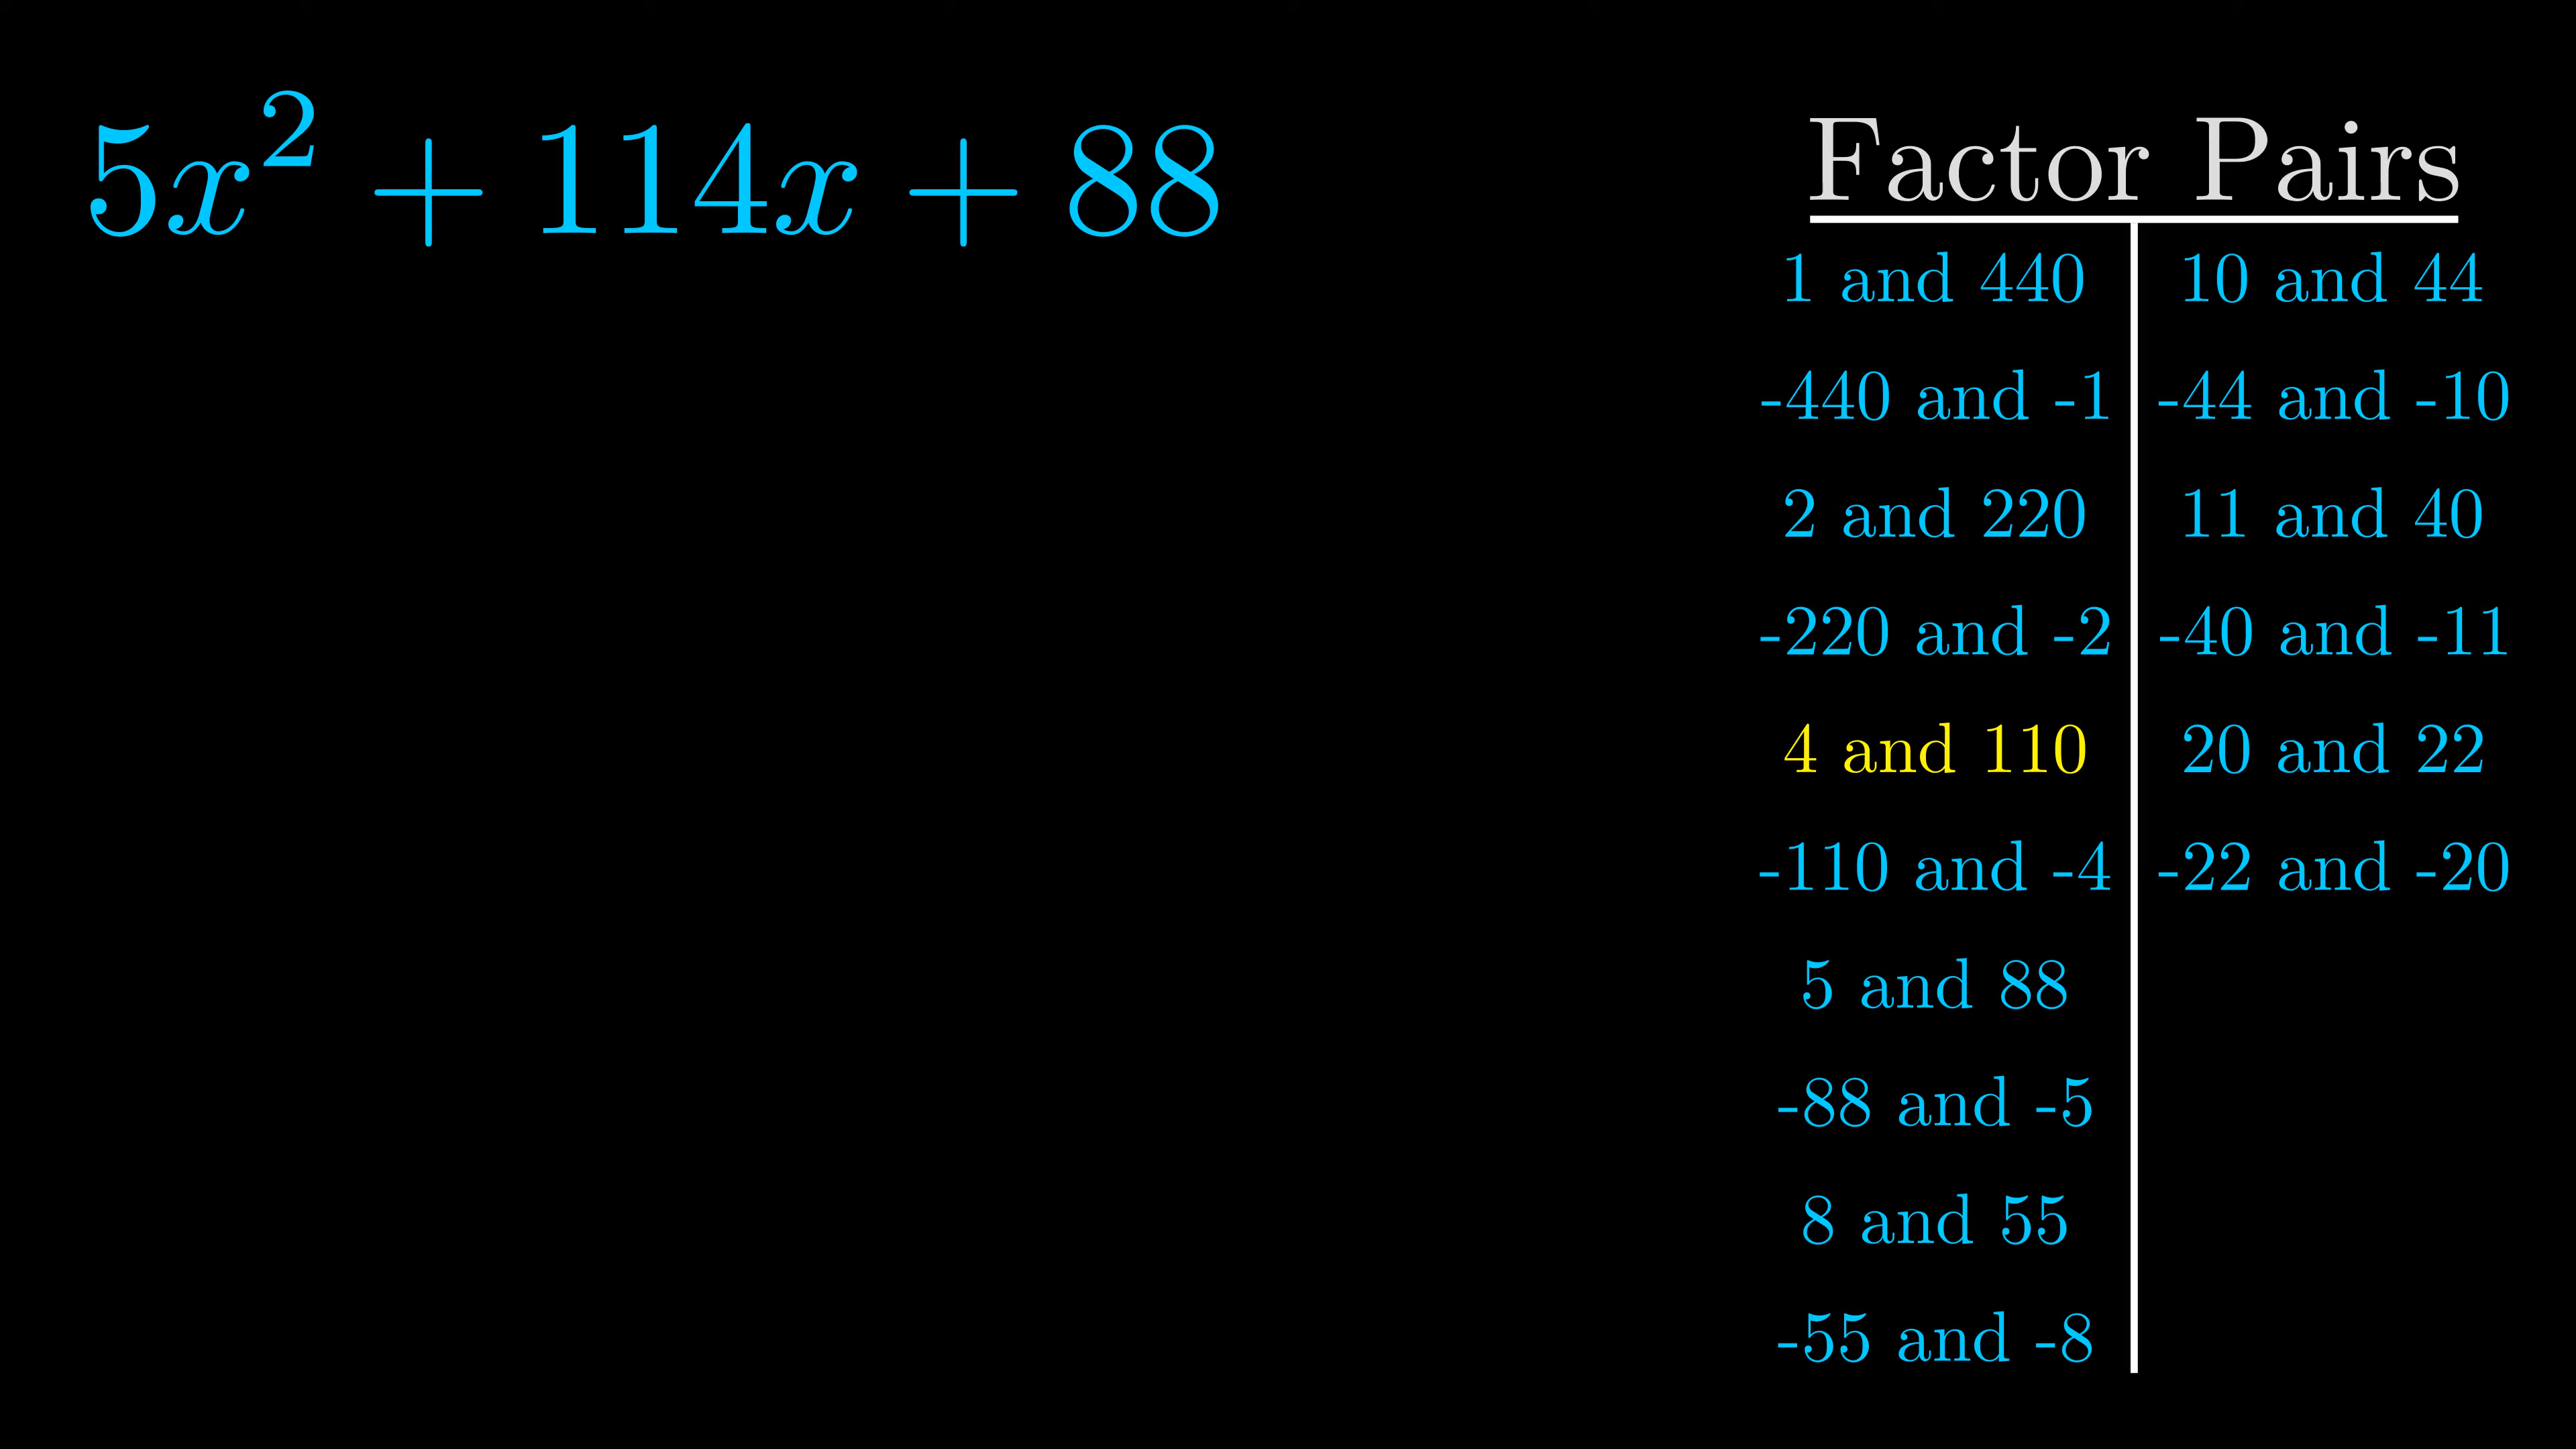 5x² + 114x + 88
Factor Pairs
1 and 440
-440 and -1
2 and 220
-220 and -2
4 and 110
-110 and -4
5 and 88
-88 and -5
8 and 55
-55 and -8
10 and 44
-44 and -10
11 and 40
-40 and -11
20 and 22
-22 and -20